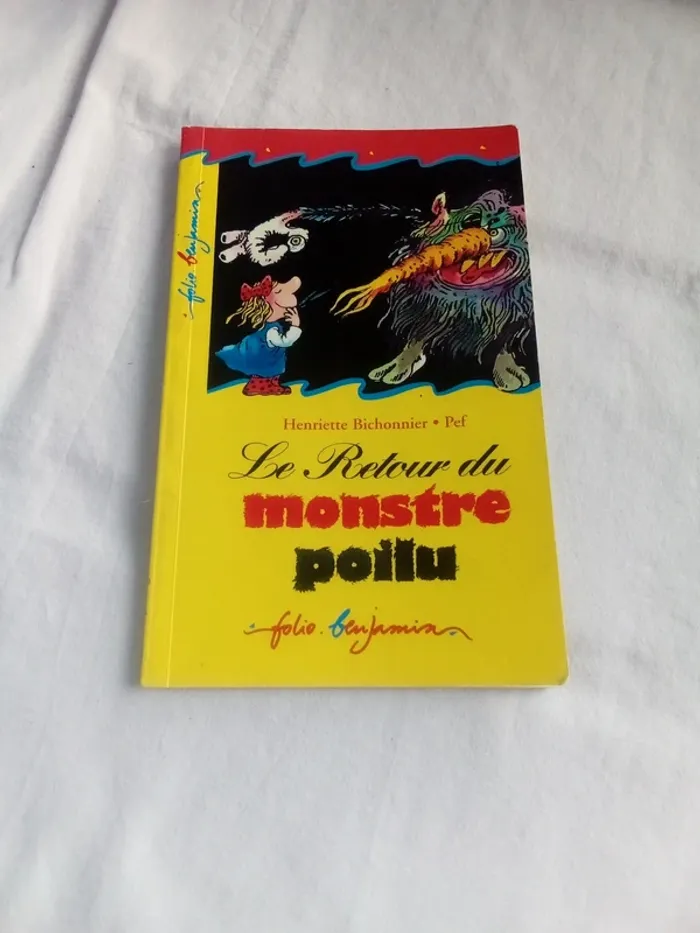 folio benjamin
Henriette Bichonnier • Pef
Le Retour du
monstre
poilu
folio benjamin